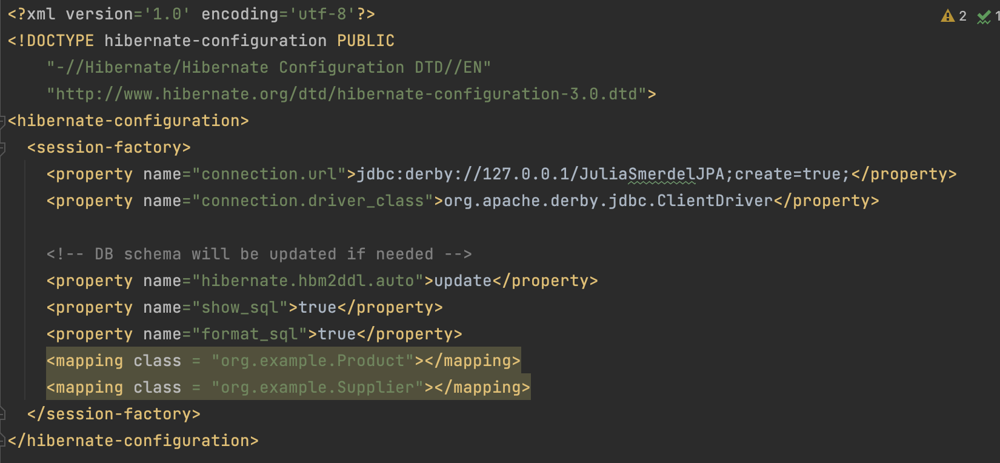 <?xml version='1.0' encoding='utf-8'?>
2 1
<!DOCTYPE hibernate-configuration PUBLIC
"-//Hibernate/Hibernate Configuration DTD//EN"
"http://www.hibernate.org/dtd/hibernate-configuration-3.0.dtd">
<hibernate-configuration>
<session-factory>
<property name="connection.url">jdbc:derby://127.0.0.1/JuliaSmerdelJPA;create=true;</property>
<property name="connection.driver_class">org.apache.derby.jdbc.ClientDriver</property>
<!-- DB schema will be updated if needed -->
<property name="hibernate.hbm2ddl.auto">update</property>
<property name="show_sql">true</property>
<property name="format_sql">true</property>
<mapping class = "org.example.Product"></mapping>
<mapping class = "org.example.Supplier"></mapping>
</session-factory>
</hibernate-configuration>